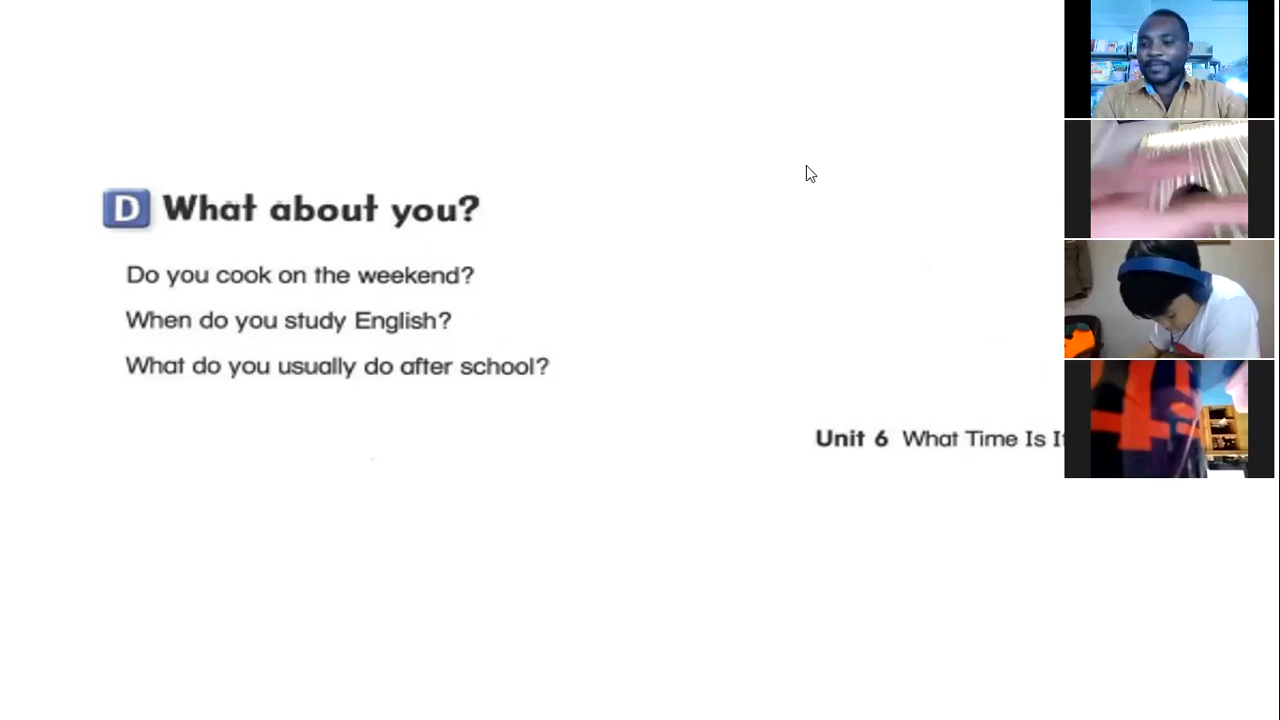 D What about you?
Do you cook on the weekend?
When do you study English?
What do you usually do after school?
Unit 6 What Time Is